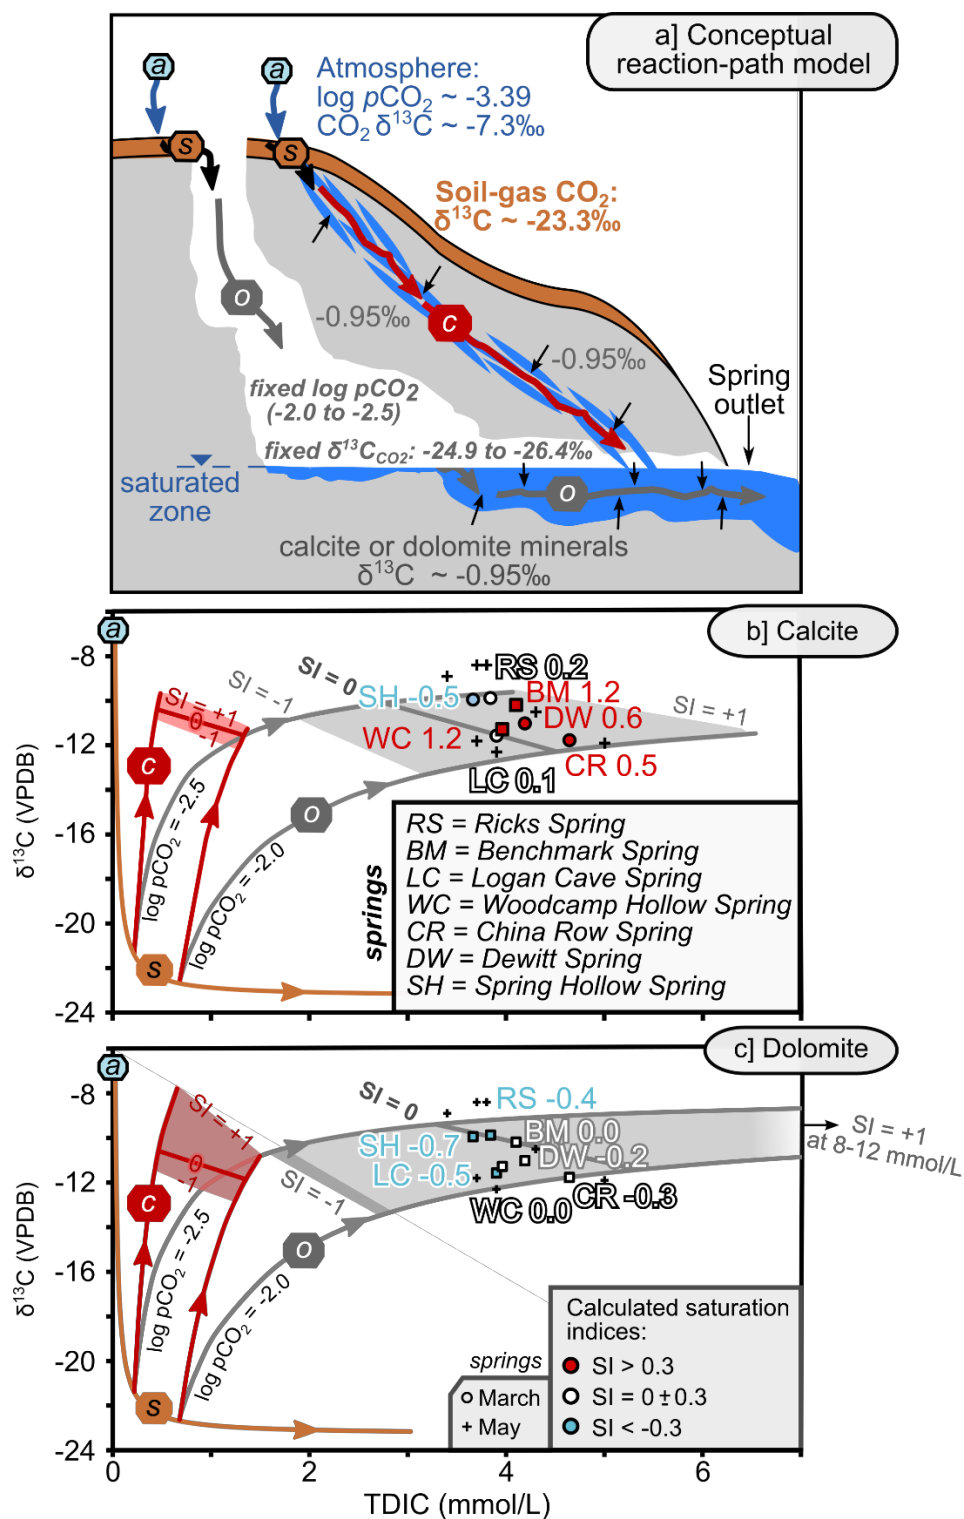 a] Conceptual
reaction-path model
a
a
Atmosphere:
log pCO₂ ~ -3.39
CO₂ δ¹³C ~ -7.3‰
s
s
Soil-gas CO₂:
δ¹³C ~ -23.3‰
o
-0.95‰
c
-0.95‰
fixed log pCO₂
(-2.0 to -2.5)
fixed δ¹³C_CO2: -24.9 to -26.4‰
Spring
outlet
saturated
zone
o
calcite or dolomite minerals
δ¹³C ~ -0.95‰
b] Calcite
a
-8
-12
-16
-20
-24
δ¹³C (VPDB)
SI = +1
0
-1
SI = -1
SI = 0
SI = +1
RS 0.2
SH -0.5
BM 1.2
DW 0.6
WC 1.2
CR 0.5
LC 0.1
c
o
s
log pCO₂ = -2.5
log pCO₂ = -2.0
springs
RS = Ricks Spring
BM = Benchmark Spring
LC = Logan Cave Spring
WC = Woodcamp Hollow Spring
CR = China Row Spring
DW = Dewitt Spring
SH = Spring Hollow Spring
0
2
4
6
c] Dolomite
a
-8
-12
-16
-20
-24
δ¹³C (VPDB)
SI = +1
0
-1
SI = 0
SI = -1
RS -0.4
SH -0.7
BM 0.0
DW -0.2
LC -0.5
WC 0.0
CR -0.3
SI = +1
at 8-12 mmol/L
c
o
s
log pCO₂ = -2.5
log pCO₂ = -2.0
springs
March
May
Calculated saturation
indices:
SI > 0.3
SI = 0 ± 0.3
SI < -0.3
0
2
4
6
TDIC (mmol/L)